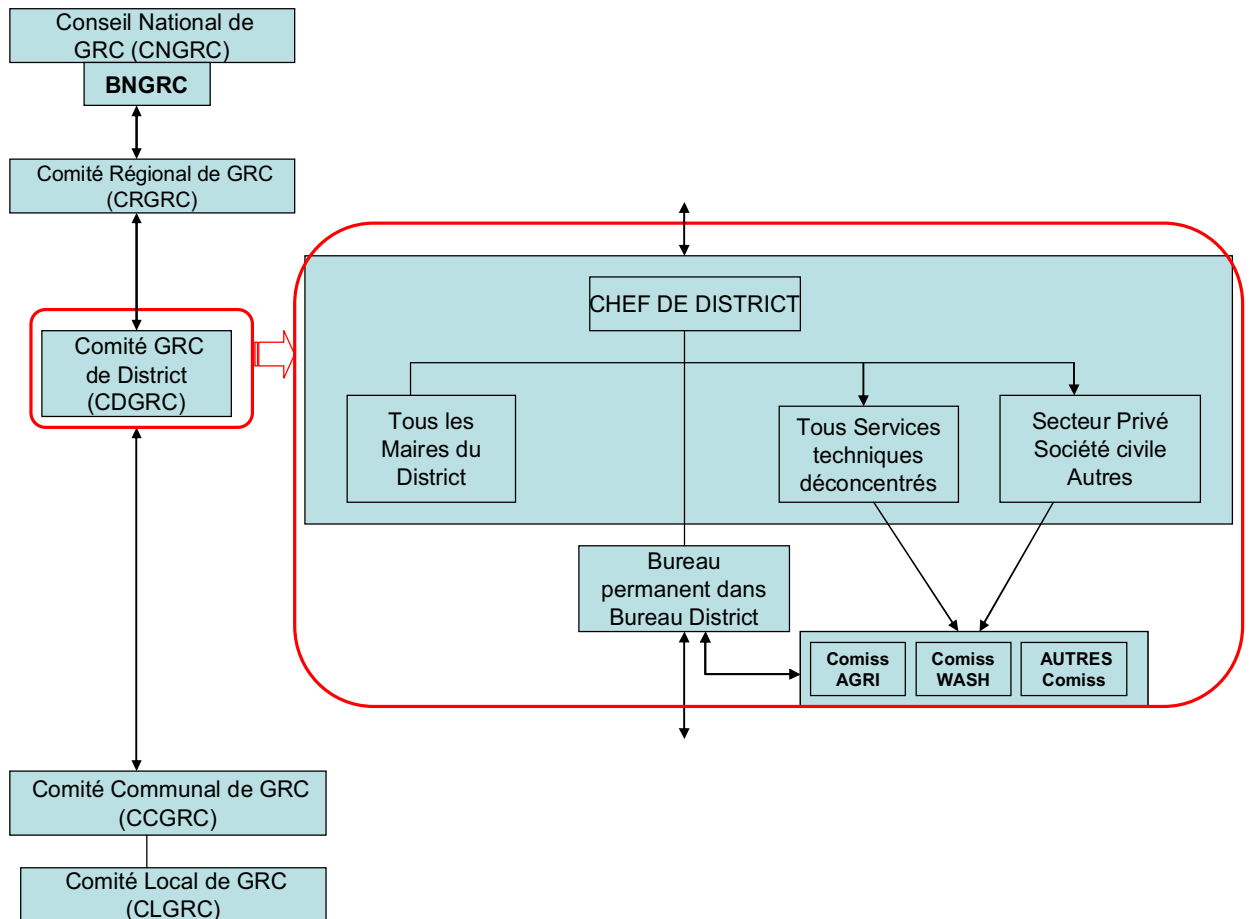 Conseil National de
GRC (CNGRC)
BNGRC
Comité Régional de GRC
(CRGRC)
Comité GRC
de District
(CDGRC)
Comité Communal de GRC
(CCGRC)
Comité Local de GRC
(CLGRC)
CHEF DE DISTRICT
Tous les
Maires du
District
Tous Services
techniques
déconcentrés
Secteur Privé
Société civile
Autres
Bureau
permanent dans
Bureau District
Comiss
AGRI
Comiss
WASH
AUTRES
Comiss